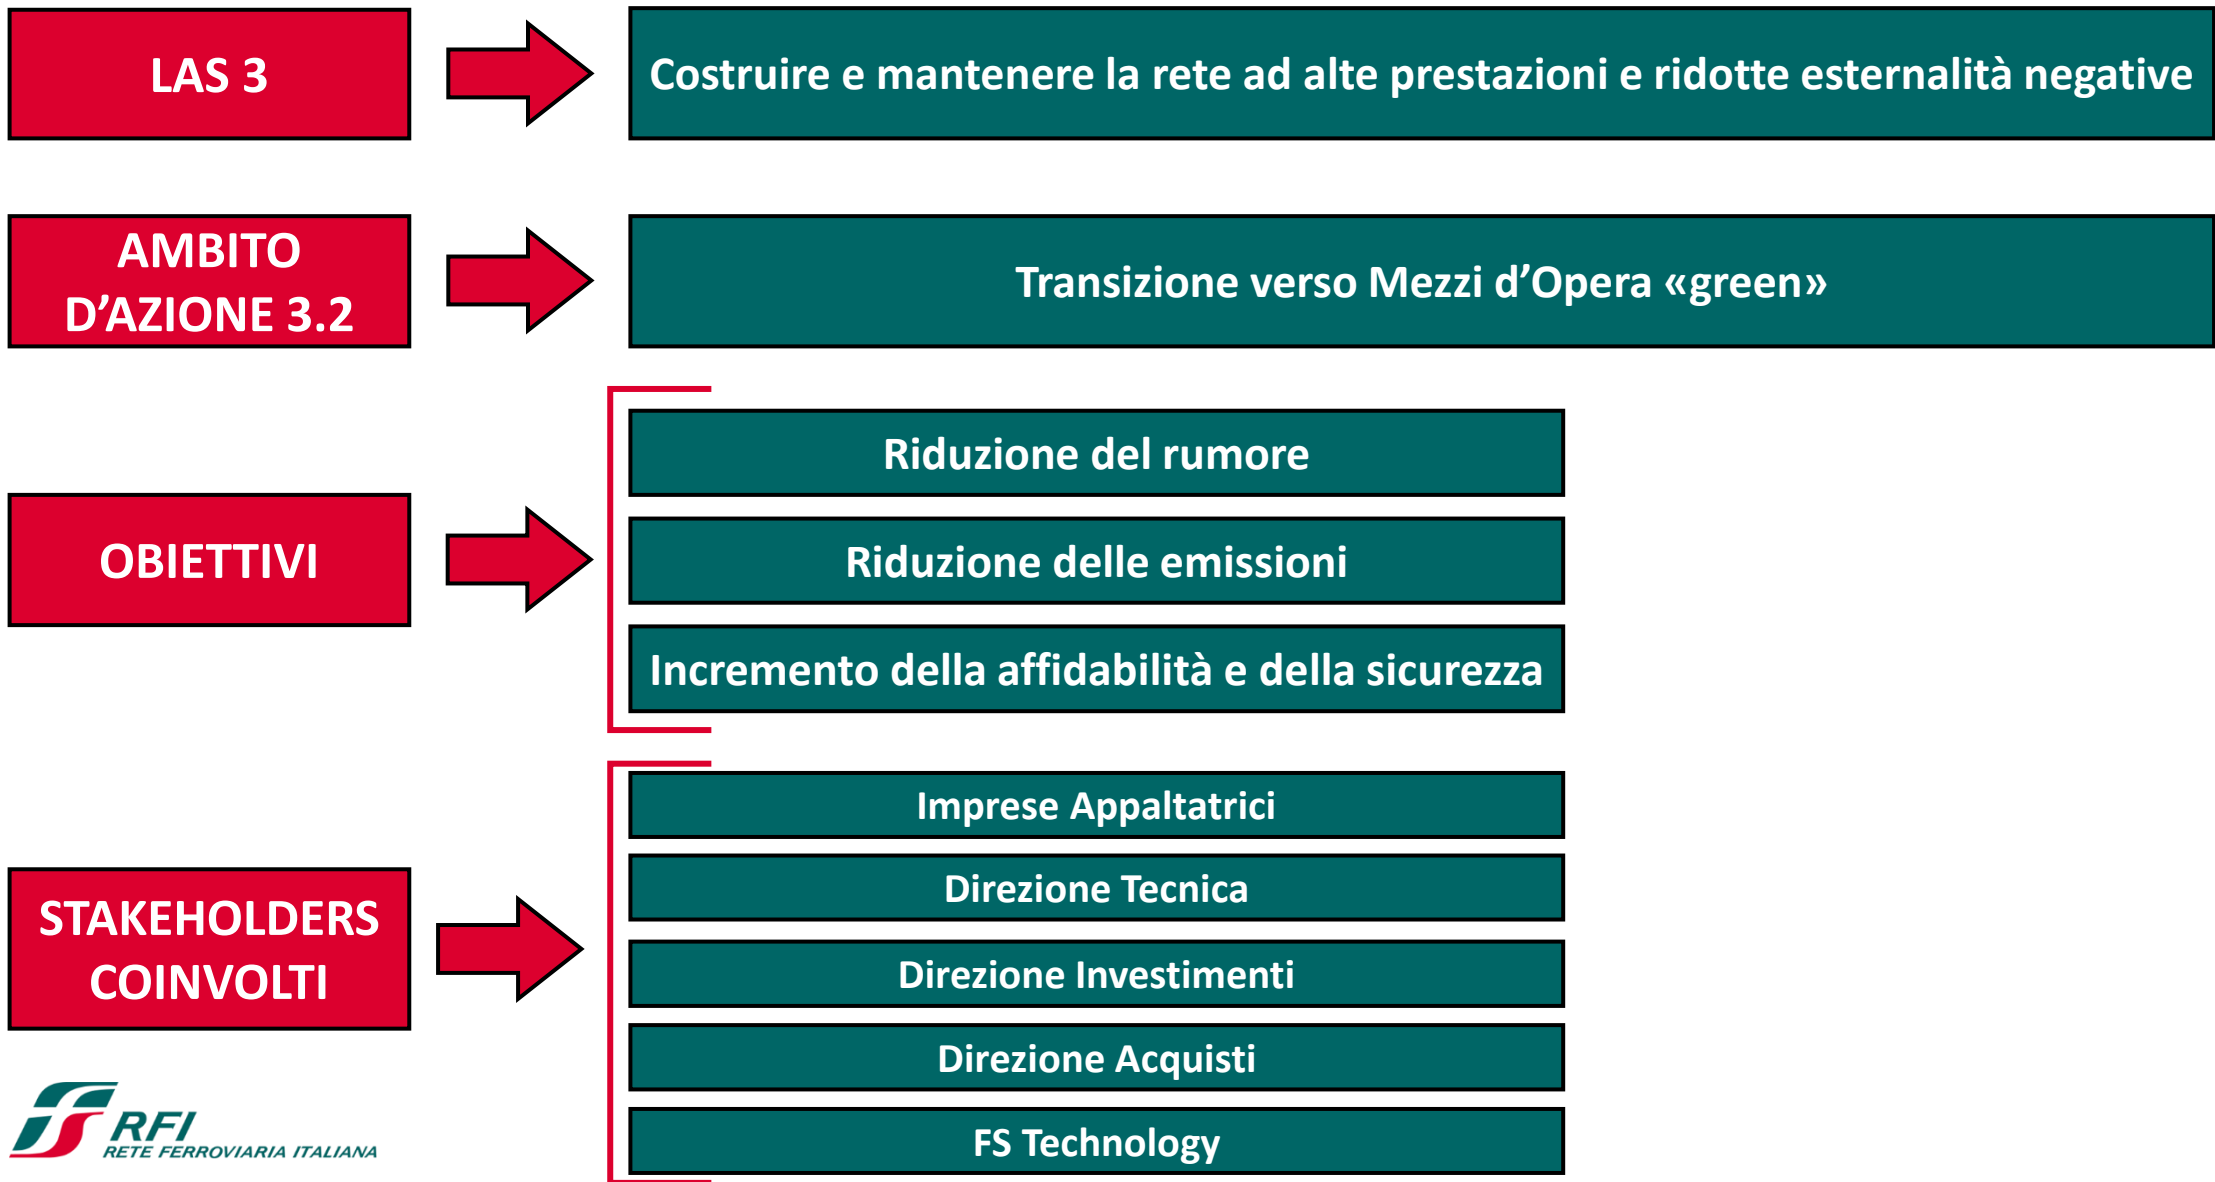 LAS 3
Costruire e mantenere la rete ad alte prestazioni e ridotte esternalità negative
AMBITO
D’AZIONE 3.2
Transizione verso Mezzi d’Opera «green»
OBIETTIVI
Riduzione del rumore
Riduzione delle emissioni
Incremento della affidabilità e della sicurezza
STAKEHOLDERS
COINVOLTI
Imprese Appaltatrici
Direzione Tecnica
Direzione Investimenti
Direzione Acquisti
FS Technology
RFI
RETE FERROVIARIA ITALIANA